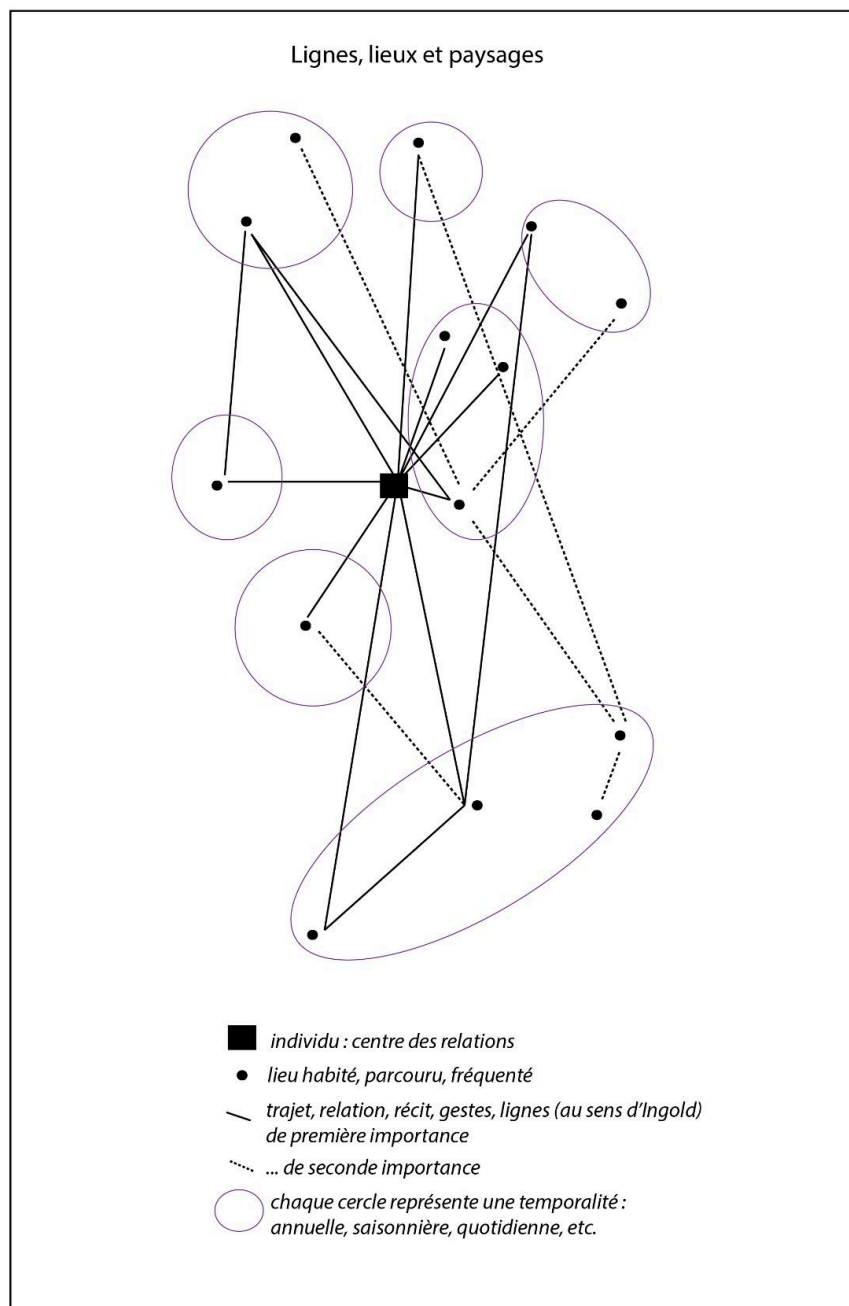 Lignes, lieux et paysages
individu : centre des relations
lieu habité, parcouru, fréquenté
trajet, relation, récit, gestes, lignes (au sens d'Ingold)
de première importance
... de seconde importance
chaque cercle représente une temporalité :
annuelle, saisonnière, quotidienne, etc.